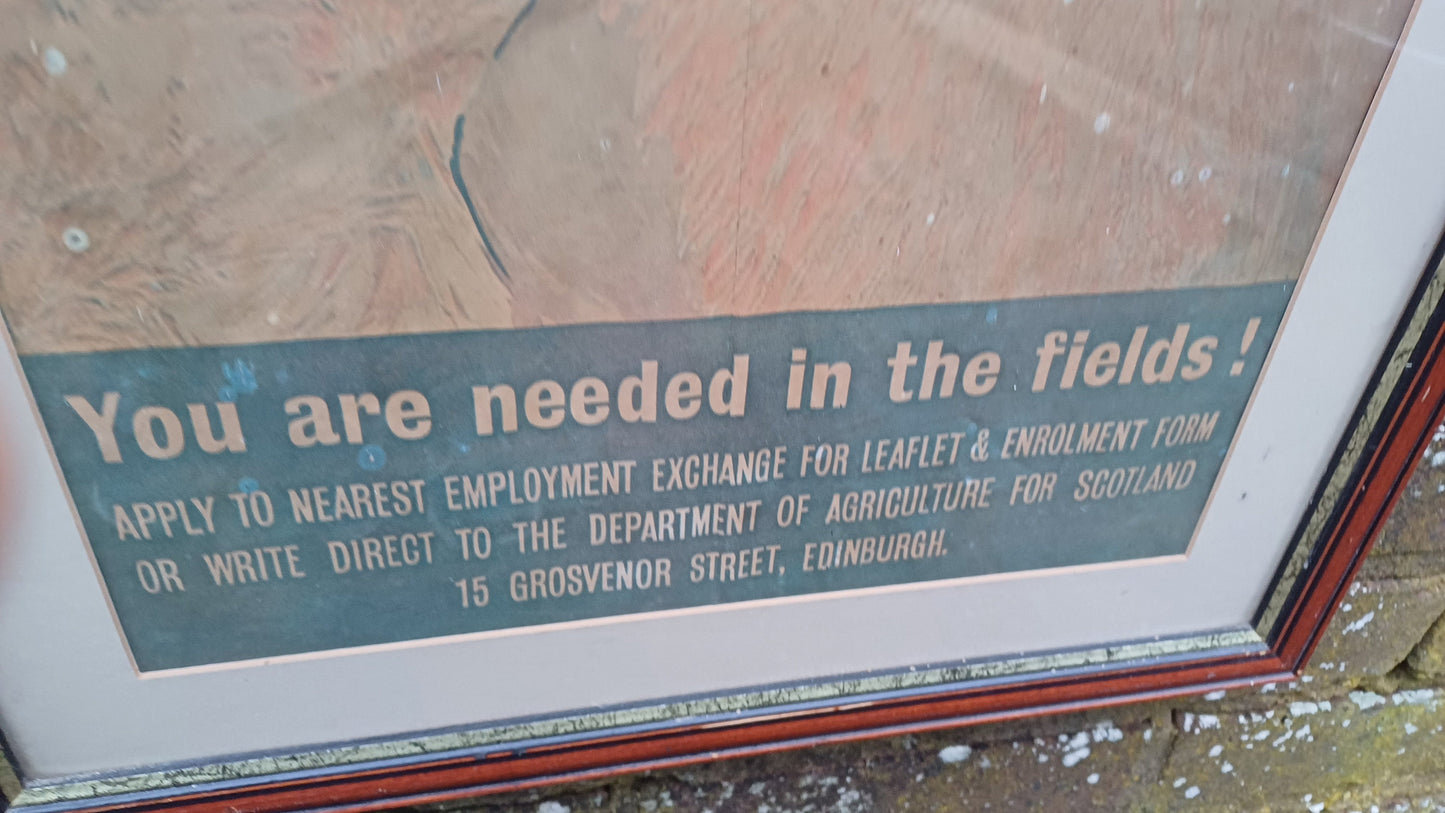 You are needed in the fields!
APPLY TO NEAREST EMPLOYMENT EXCHANGE FOR LEAFLET & ENROLMENT FORM
OR WRITE DIRECT TO THE DEPARTMENT OF AGRICULTURE FOR SCOTLAND
15 GROSVENOR STREET, EDINBURGH.